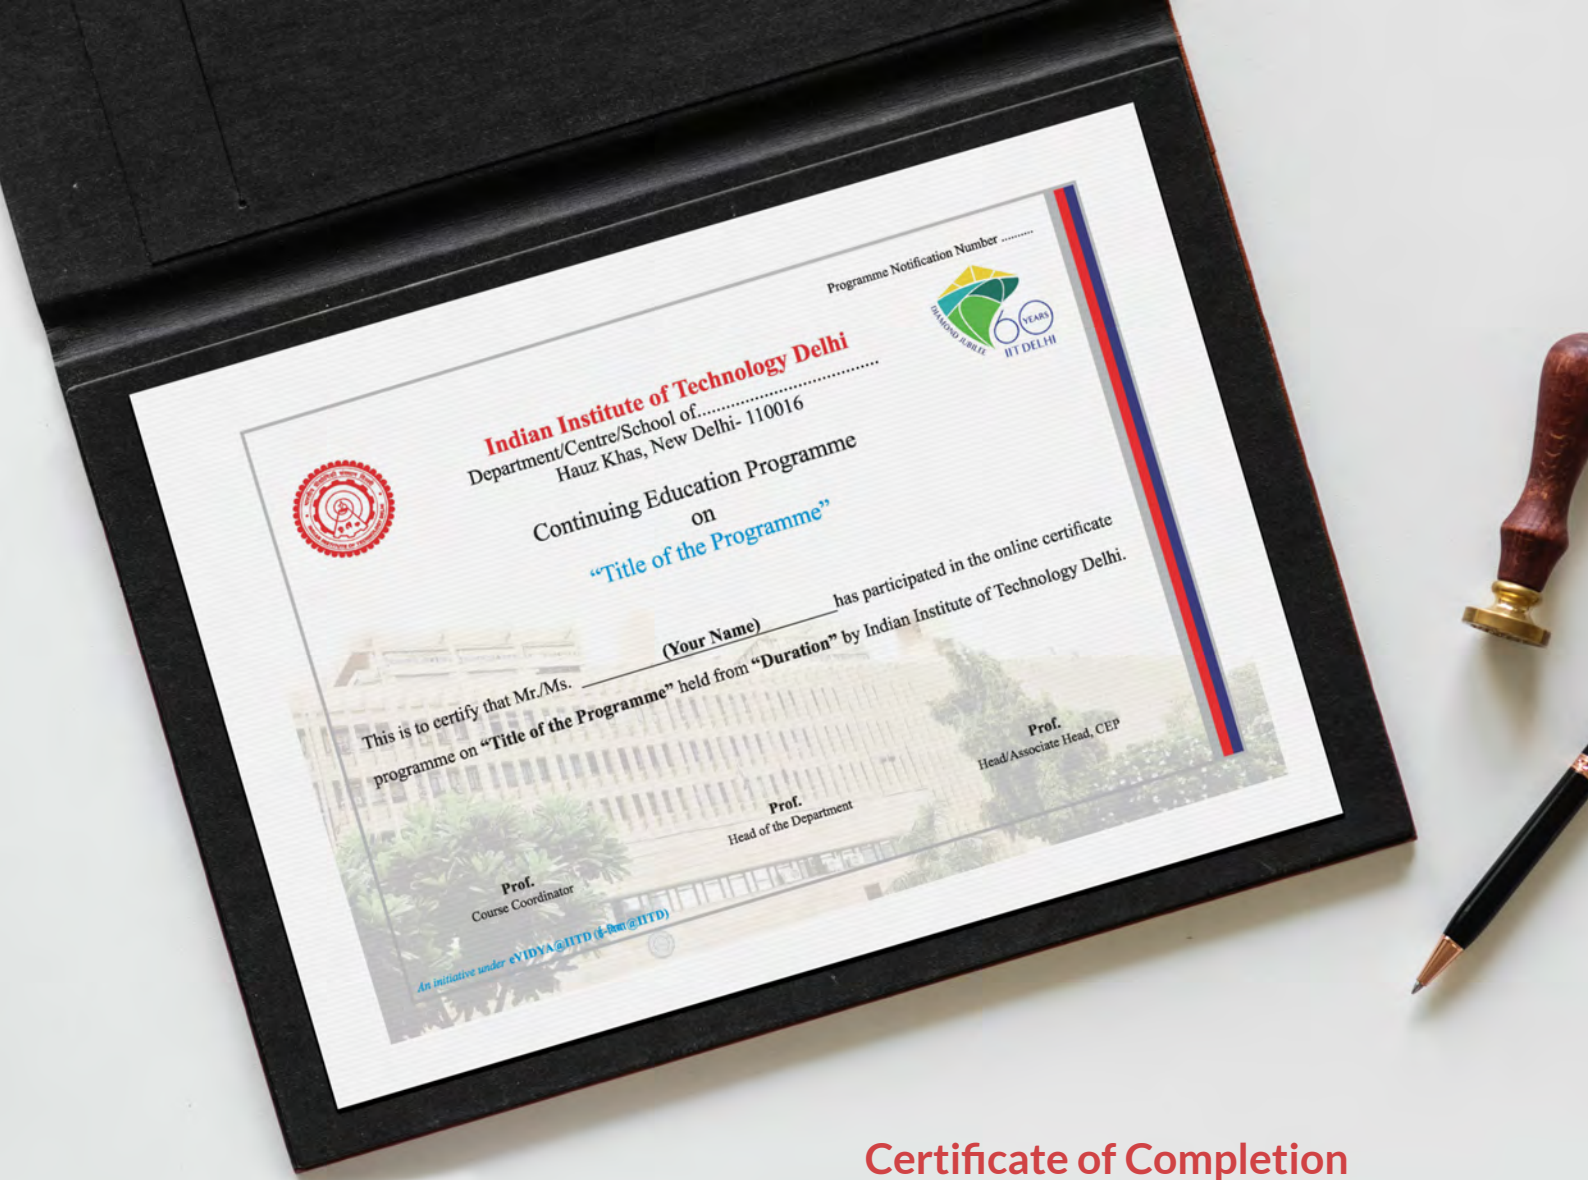 Programme Notification Number ..........
DIAMOND JUBILEE
60 YEARS
IIT DELHI
Indian Institute of Technology Delhi
Department/Centre/School of........................................
Hauz Khas, New Delhi- 110016
Continuing Education Programme
on
“Title of the Programme”
This is to certify that Mr./Ms. (Your Name) has participated in the online certificate
programme on “Title of the Programme” held from “Duration” by Indian Institute of Technology Delhi.
Prof.
Head/Associate Head, CEP
Prof.
Head of the Department
Prof.
Course Coordinator
An initiative under eVIDYA@IITD
Certificate of Completion